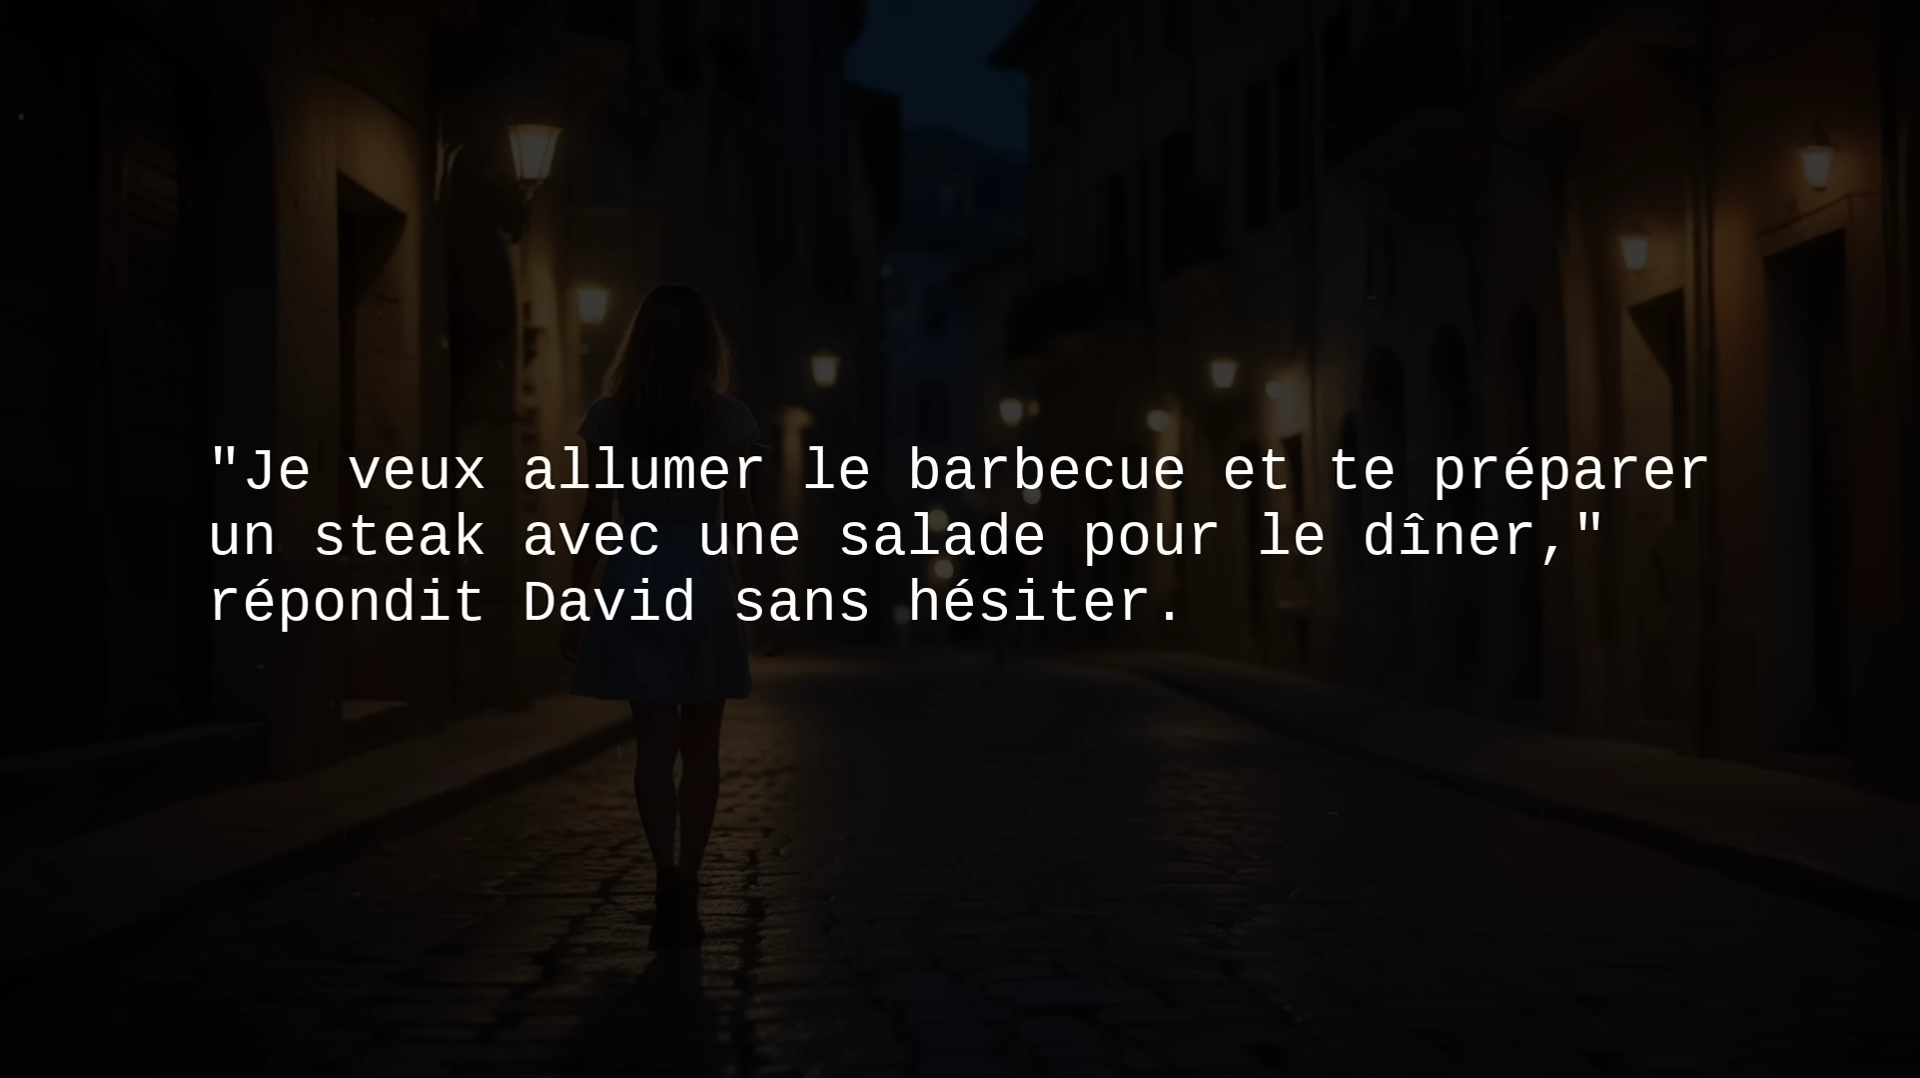 "Je veux allumer le barbecue et te préparer
un steak avec une salade pour le dîner,"
répondit David sans hésiter.